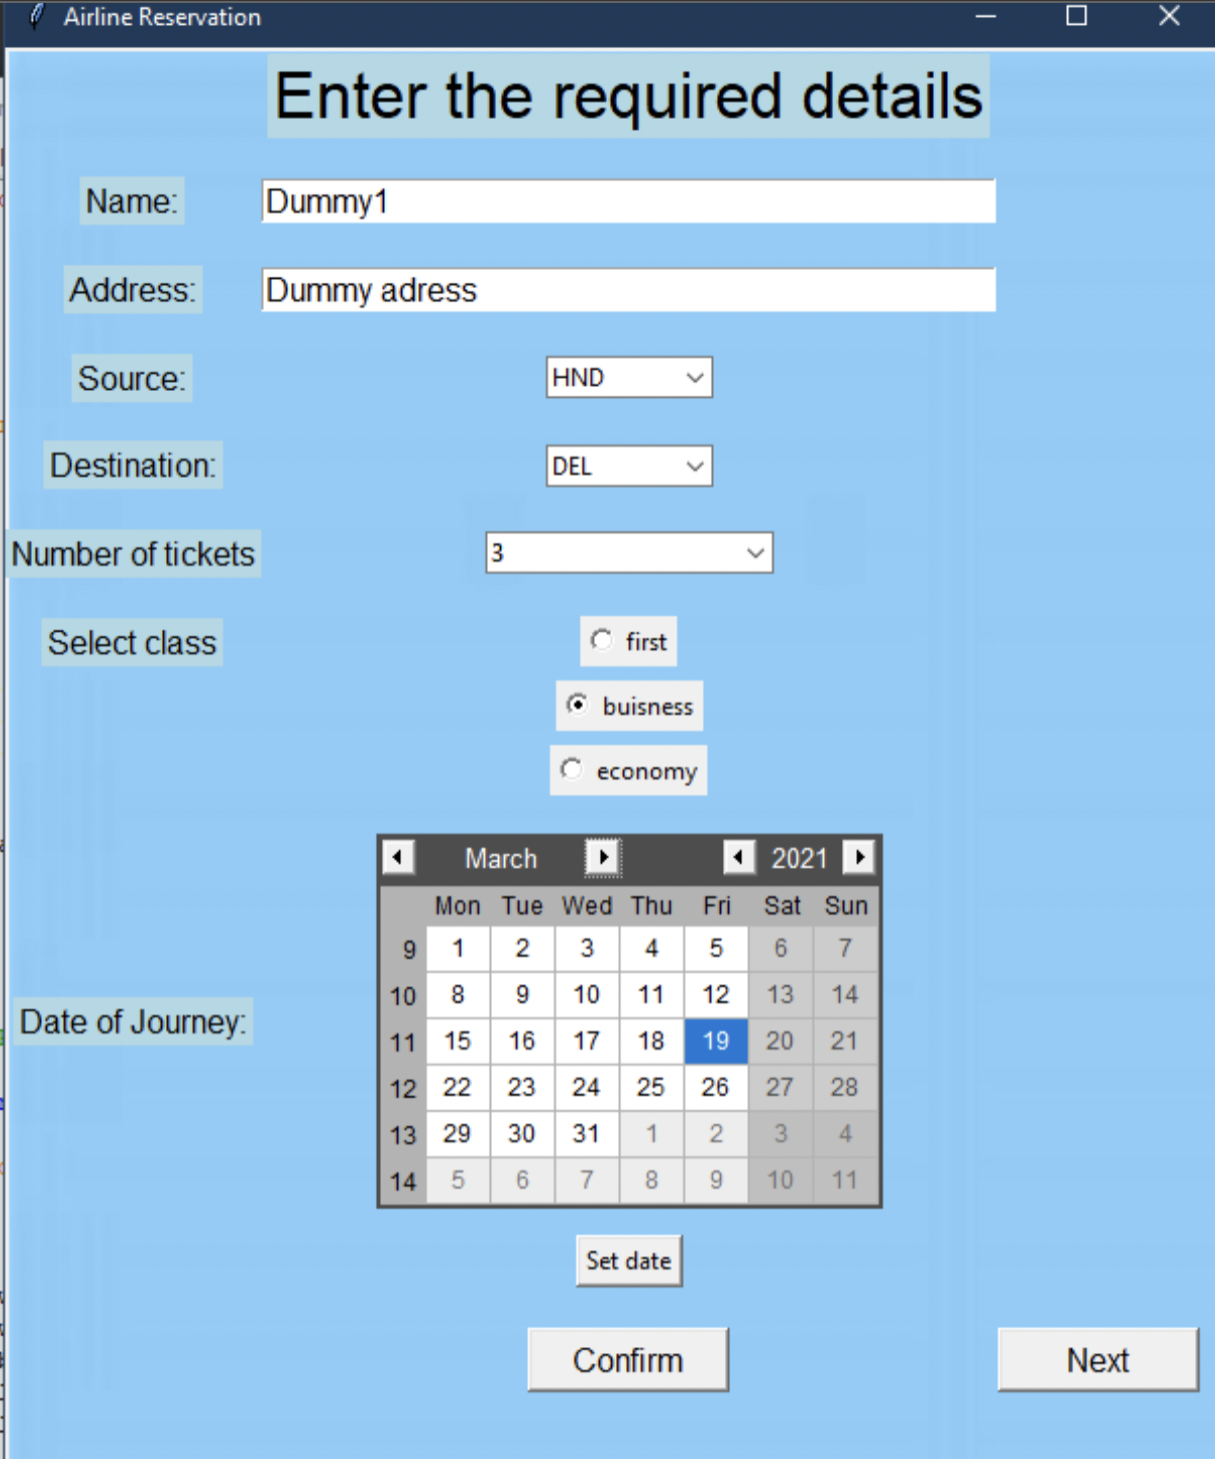 Airline Reservation
Enter the required details
Name: Dummy1
Address: Dummy adress
Source: HND
Destination: DEL
Number of tickets 3
Select class first
buisness
economy
March 2021
Mon Tue Wed Thu Fri Sat Sun
9 1 2 3 4 5 6 7
10 8 9 10 11 12 13 14
Date of Journey:
11 15 16 17 18 19 20 21
12 22 23 24 25 26 27 28
13 29 30 31 1 2 3 4
14 5 6 7 8 9 10 11
Set date
Confirm Next